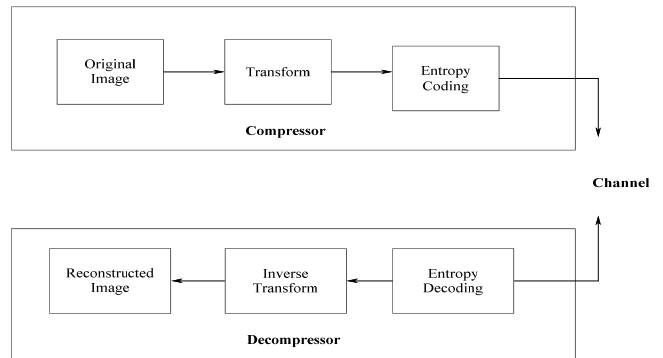 Original
Image
Transform
Entropy
Coding
Compressor
Channel
Reconstructed
Image
Inverse
Transform
Entropy
Decoding
Decompressor